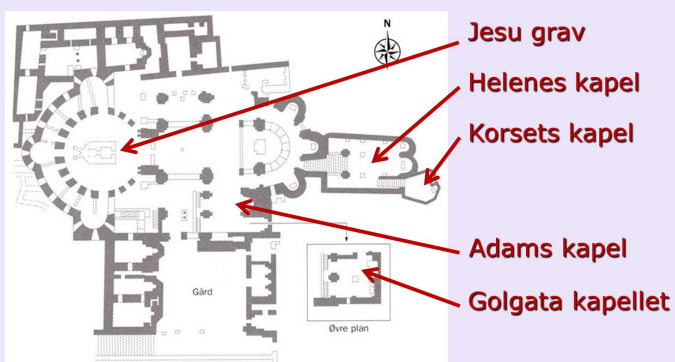 N
Jesu grav
Helenes kapel
Korsets kapel
Adams kapel
Golgata kapellet
Gård
Øvre plan